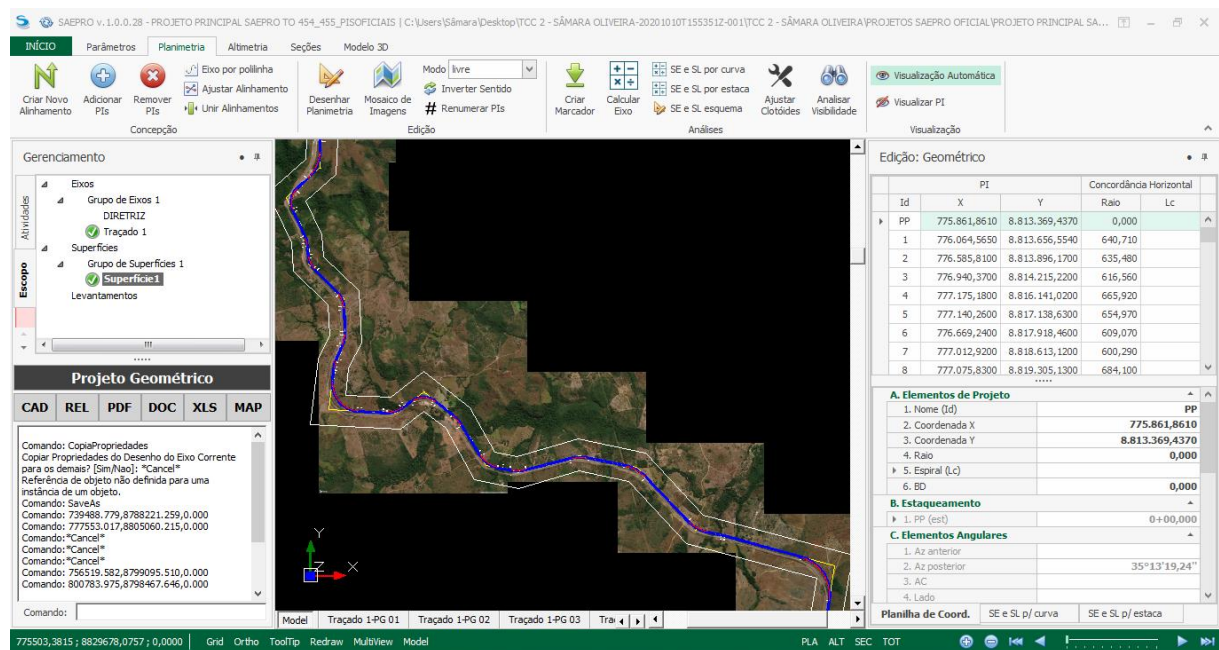 SAEPRO v.1.0.0.28 - PROJETO PRINCIPAL SAEPRO TO 454_455_PISOFICIAIS | C:\Users\Sâmara\Desktop\TCC 2 - SÂMARA OLIVEIRA-20201010T155351Z-001\TCC 2 - SÂMARA OLIVEIRA\PROJETOS SAEPRO OFICIAL\PROJETO PRINCIPAL SA...
INÍCIO Parâmetros Planimetria Altimetria Seções Modelo 3D
Criar Novo Alinhamento
Adicionar PIs
Remover PIs
Eixo por polilinha
Ajustar Alinhamento
Unir Alinhamentos
Concepção
Desenhar Planimetria
Mosaico de Imagens
Modo livre
Inverter Sentido
# Renumerar PIs
Edição
Criar Marcador
Calcular Eixo
SE e SL por curva
SE e SL por estaca
SE e SL esquema
Ajustar Clotóides
Analisar Visibilidade
Análises
Visualização Automática
Visualizar PI
Visualização
Gerenciamento
Atividades
Escopo
Eixos
Grupo de Eixos 1
DIRETRIZ
Traçado 1
Superfícies
Grupo de Superfícies 1
Superfície1
Levantamentos
Projeto Geométrico
CAD REL PDF DOC XLS MAP
Comando: CopiaPropriedades
Copiar Propriedades do Desenho do Eixo Corrente
para os demais? [Sim/Nao]: *Cancel*
Referência de objeto não definida para uma
instância de um objeto.
Comando: SaveAs
Comando: 739488.779,8788221.259,0.000
Comando: 777553.017,8805060.215,0.000
Comando:*Cancel*
Comando:*Cancel*
Comando:*Cancel*
Comando: 756519.582,8799095.510,0.000
Comando: 800783.975,8798467.646,0.000
Comando:
Y
Z
X
Model Traçado 1-PG 01 Traçado 1-PG 02 Traçado 1-PG 03
Edição: Geométrico
PI Concordância Horizontal
Id X Y Raio Lc
PP 775.861,8610 8.813.369,4370 0,000
1 776.064,5650 8.813.656,5540 640,710
2 776.585,8100 8.813.896,1700 635,480
3 776.940,3700 8.814.215,2200 616,560
4 777.175,1800 8.816.141,0200 665,920
5 777.140,2600 8.817.138,6300 654,970
6 776.669,2400 8.817.918,4600 609,070
7 777.012,9200 8.818.613,1200 600,290
8 777.075,8300 8.819.305,1300 684,100
A. Elementos de Projeto
1. Nome (Id) PP
2. Coordenada X 775.861,8610
3. Coordenada Y 8.813.369,4370
4. Raio 0,000
5. Espiral (Lc)
6. BD 0,000
B. Estaqueamento
1. PP (est) 0+00,000
C. Elementos Angulares
1. Az anterior
2. Az posterior 35°13'19,24"
3. AC
4. Lado
Planilha de Coord. SE e SL p/ curva SE e SL p/ estaca
775503,3815 ; 8829678,0757 ; 0,0000 Grid Ortho ToolTip Redraw MultiView Model PLA ALT SEC TOT